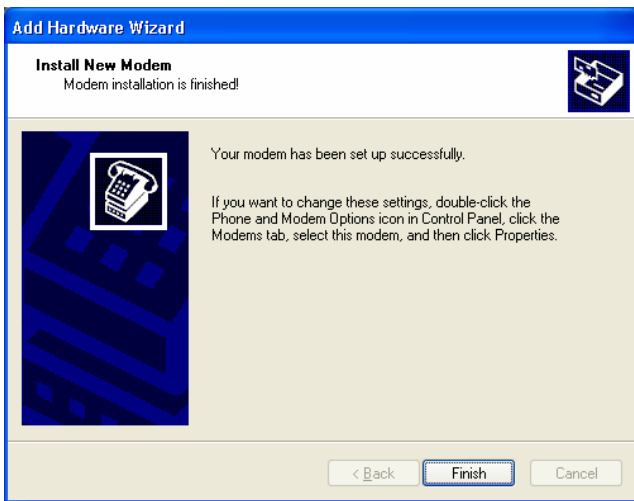 Add Hardware Wizard
Install New Modem
Modem installation is finished!
Your modem has been set up successfully.
If you want to change these settings, double-click the
Phone and Modem Options icon in Control Panel, click the
Modems tab, select this modem, and then click Properties.
< Back
Finish
Cancel